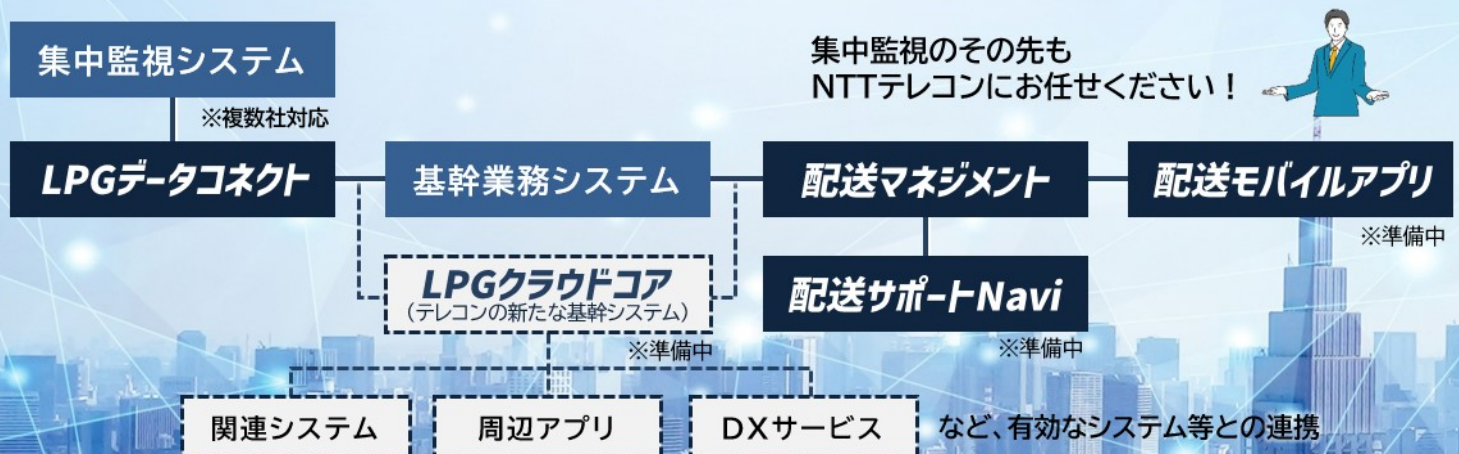 集中監視システム
集中監視のその先も
NTTテレコンにお任せください！
※複数社対応
LPGデータコネクト
基幹業務システム
配送マネジメント
配送モバイルアプリ
※準備中
LPGクラウドコア
（テレコンの新たな基幹システム）
※準備中
配送サポートNavi
※準備中
関連システム
周辺アプリ
DXサービス
など、有効なシステム等との連携